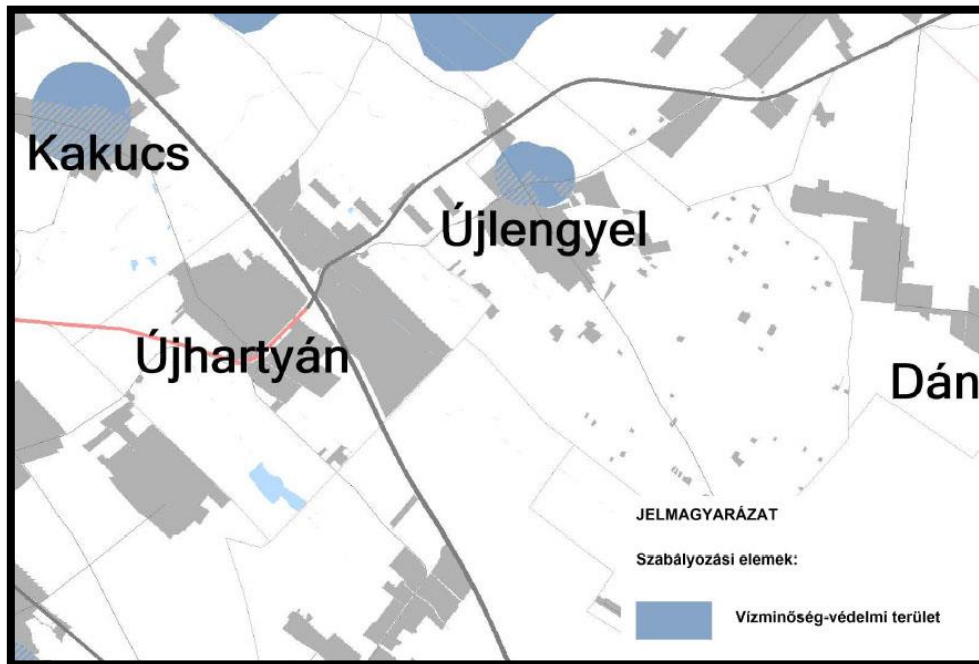 Kakucs
Újlengyel
Újhartyán
Dán
JELMAGYARÁZAT
Szabályozási elemek:
Vízminőség-védelmi terület